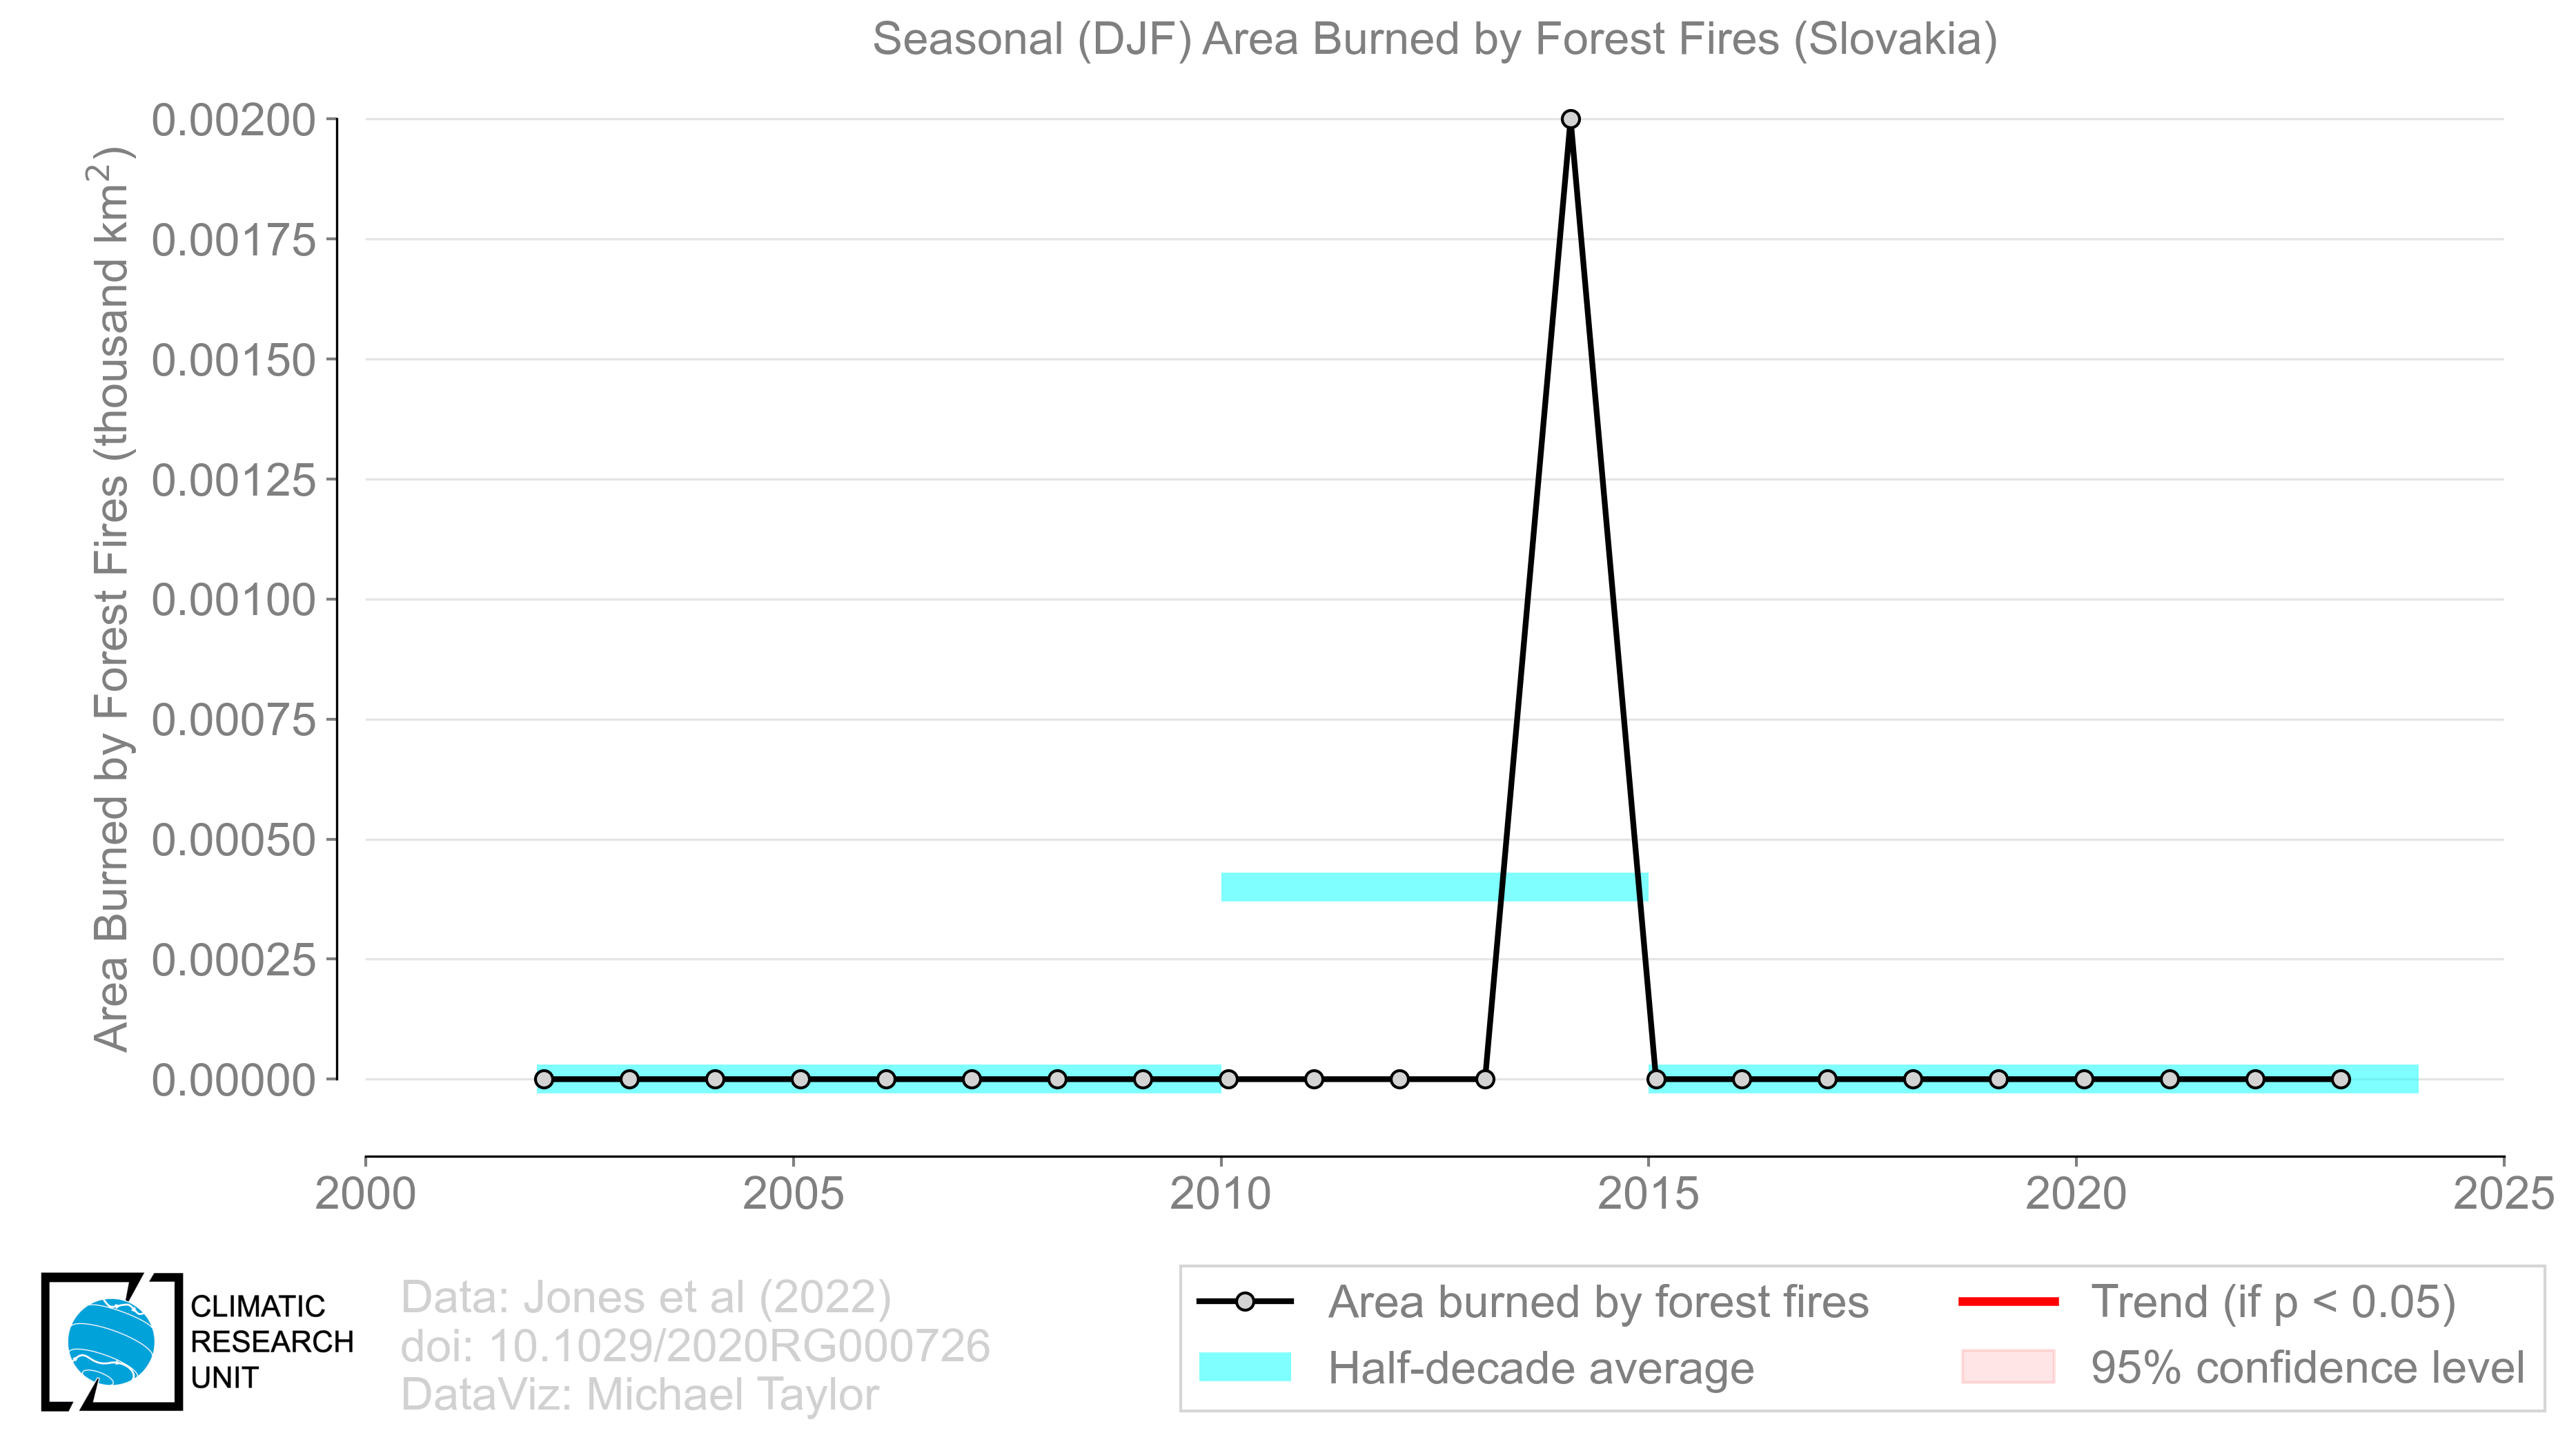 Seasonal (DJF) Area Burned by Forest Fires (Slovakia)
Area Burned by Forest Fires (thousand km²)
0.00200
0.00175
0.00150
0.00125
0.00100
0.00075
0.00050
0.00025
0.00000
2000 2005 2010 2015 2020 2025
CLIMATIC
RESEARCH
UNIT
Data: Jones et al (2022)
doi: 10.1029/2020RG000726
DataViz: Michael Taylor
Area burned by forest fires
Half-decade average
Trend (if p < 0.05)
95% confidence level